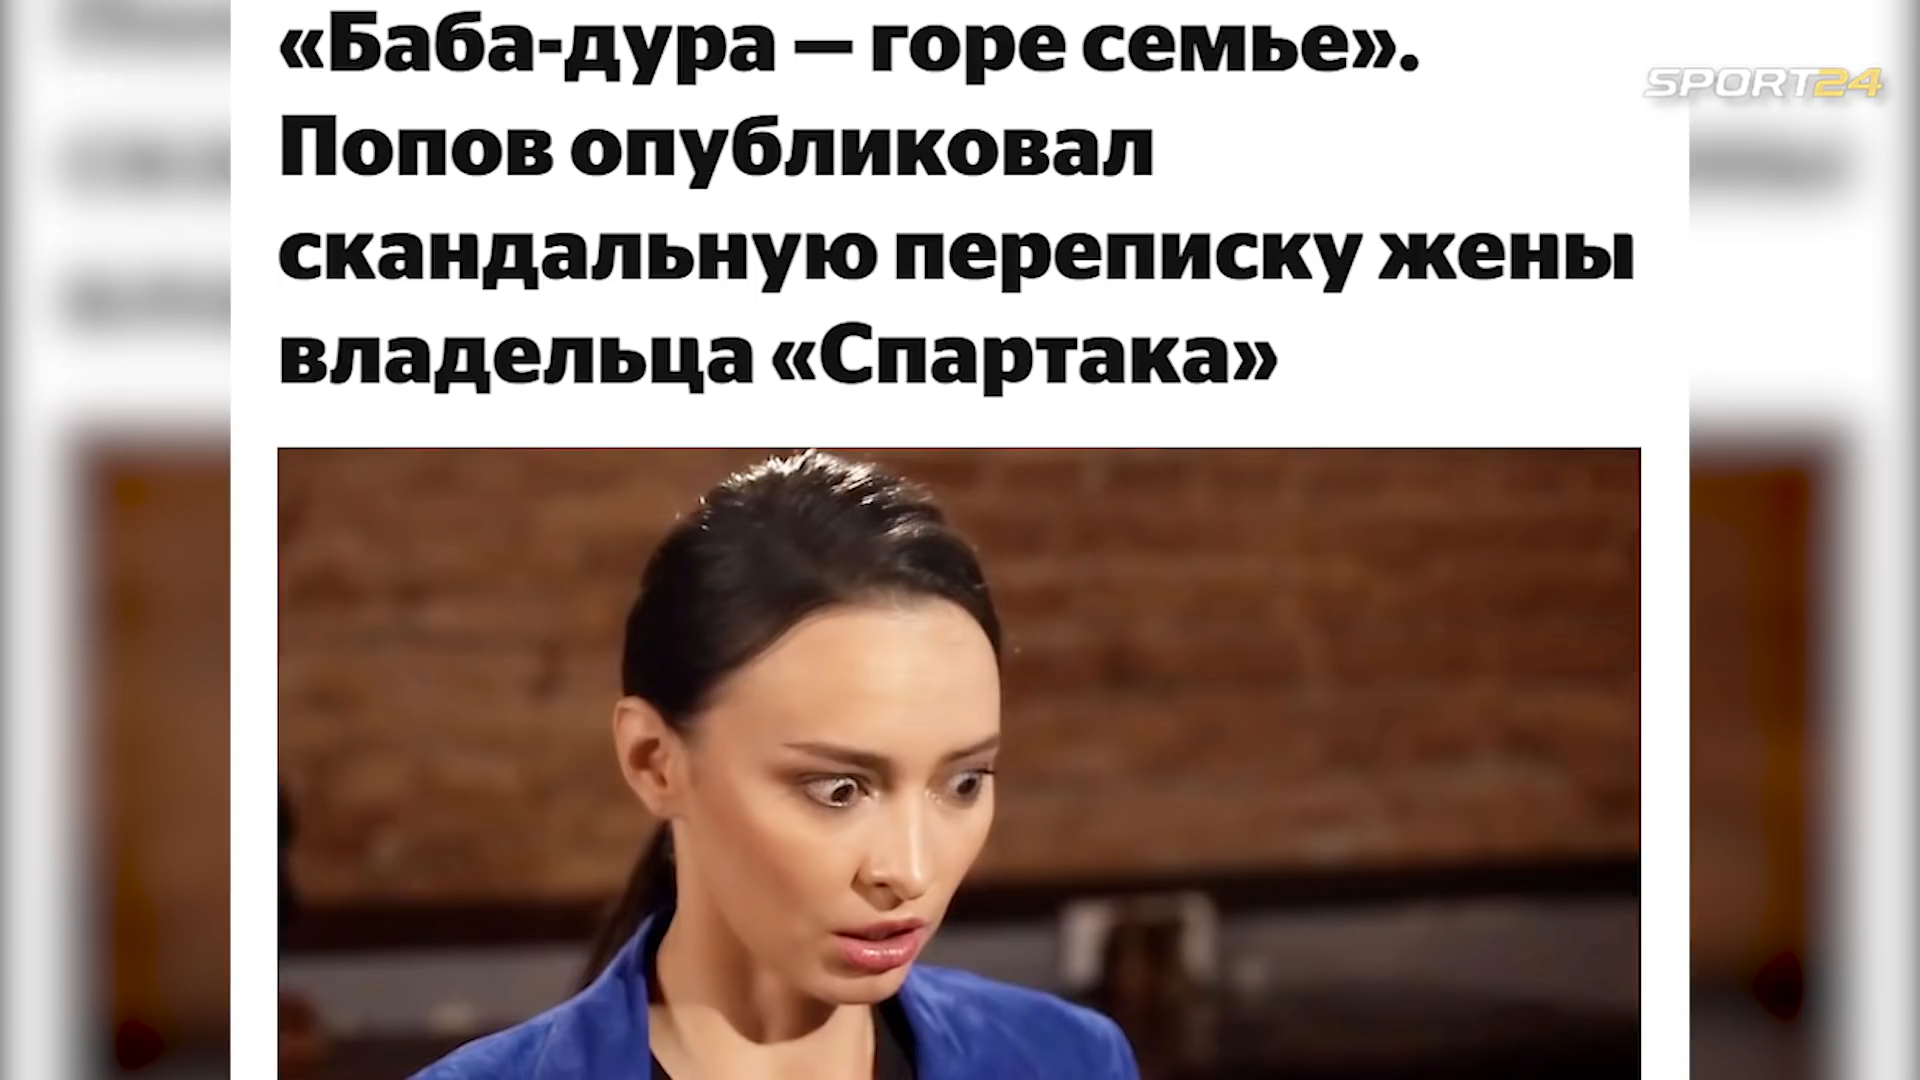 «Баба-дура — горе семье».
SPORT24
Попов опубликовал
скандальную переписку жены
владельца «Спартака»